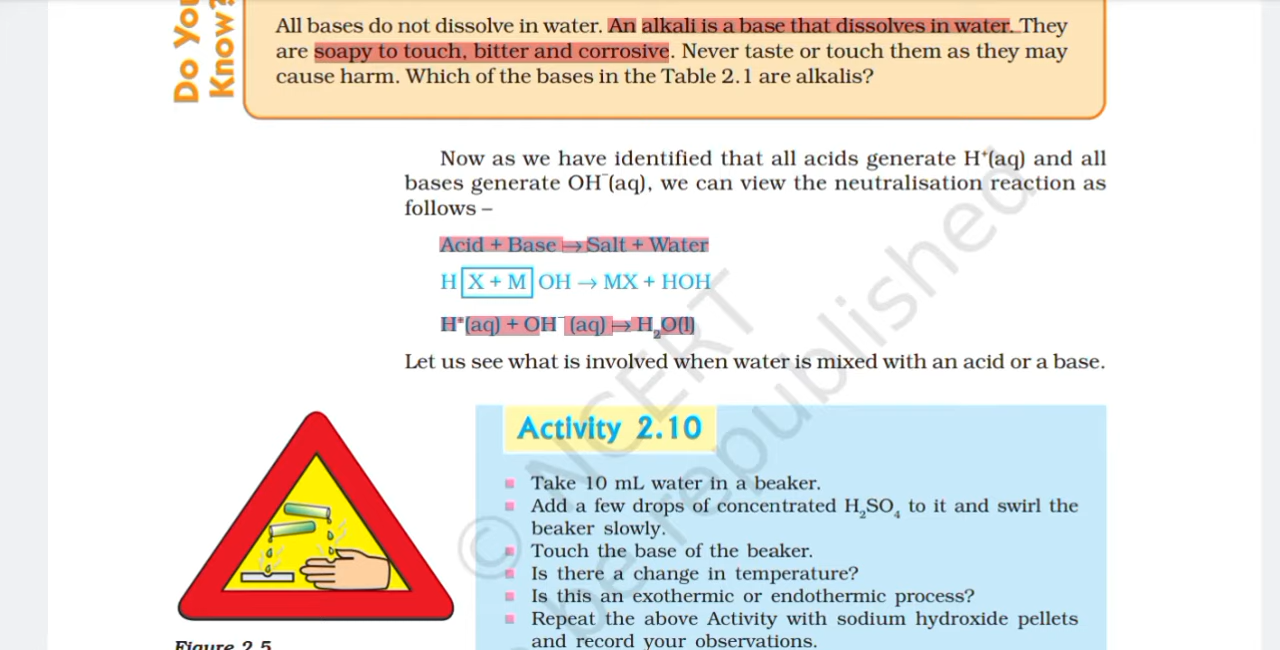 Do You
Know?
All bases do not dissolve in water. An alkali is a base that dissolves in water. They
are soapy to touch, bitter and corrosive. Never taste or touch them as they may
cause harm. Which of the bases in the Table 2.1 are alkalis?
Now as we have identified that all acids generate H⁺(aq) and all
bases generate OH⁻(aq), we can view the neutralisation reaction as
follows –
Acid + Base → Salt + Water
H X + M OH → MX + HOH
H⁺(aq) + OH⁻(aq) → H₂O(l)
Let us see what is involved when water is mixed with an acid or a base.
Activity 2.10
Take 10 mL water in a beaker.
Add a few drops of concentrated H₂SO₄ to it and swirl the
beaker slowly.
Touch the base of the beaker.
Is there a change in temperature?
Is this an exothermic or endothermic process?
Repeat the above Activity with sodium hydroxide pellets
and record your observations.
Figure 2.5
© NCERT
be republished